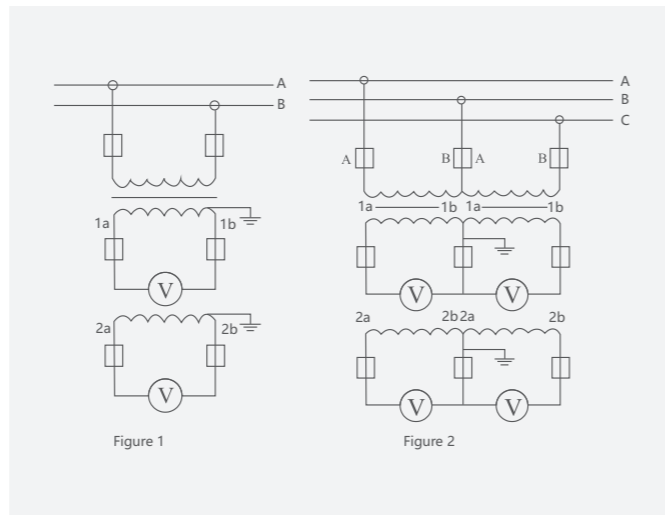 A
B
1a 1b
V
2a 2b
V
Figure 1
A
B
C
A B A B
1a 1b 1a 1b
V V
2a 2b 2a 2b
V V
Figure 2